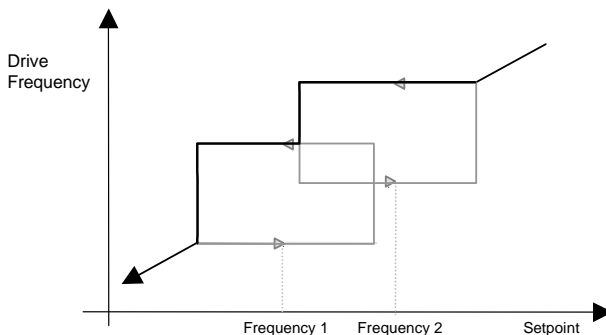 Drive
Frequency
Frequency 1
Frequency 2
Setpoint